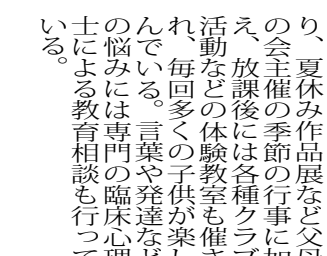 り、夏休み作品展など父母
の会主催の季節の行事に加
え、放課後には各種クラブ
活動などの体験教室も催さ
れ、毎回多くの子供が楽し
んでいる。言葉や発達など
の悩みには専門の臨床心理
士による教育相談も行って
いる。